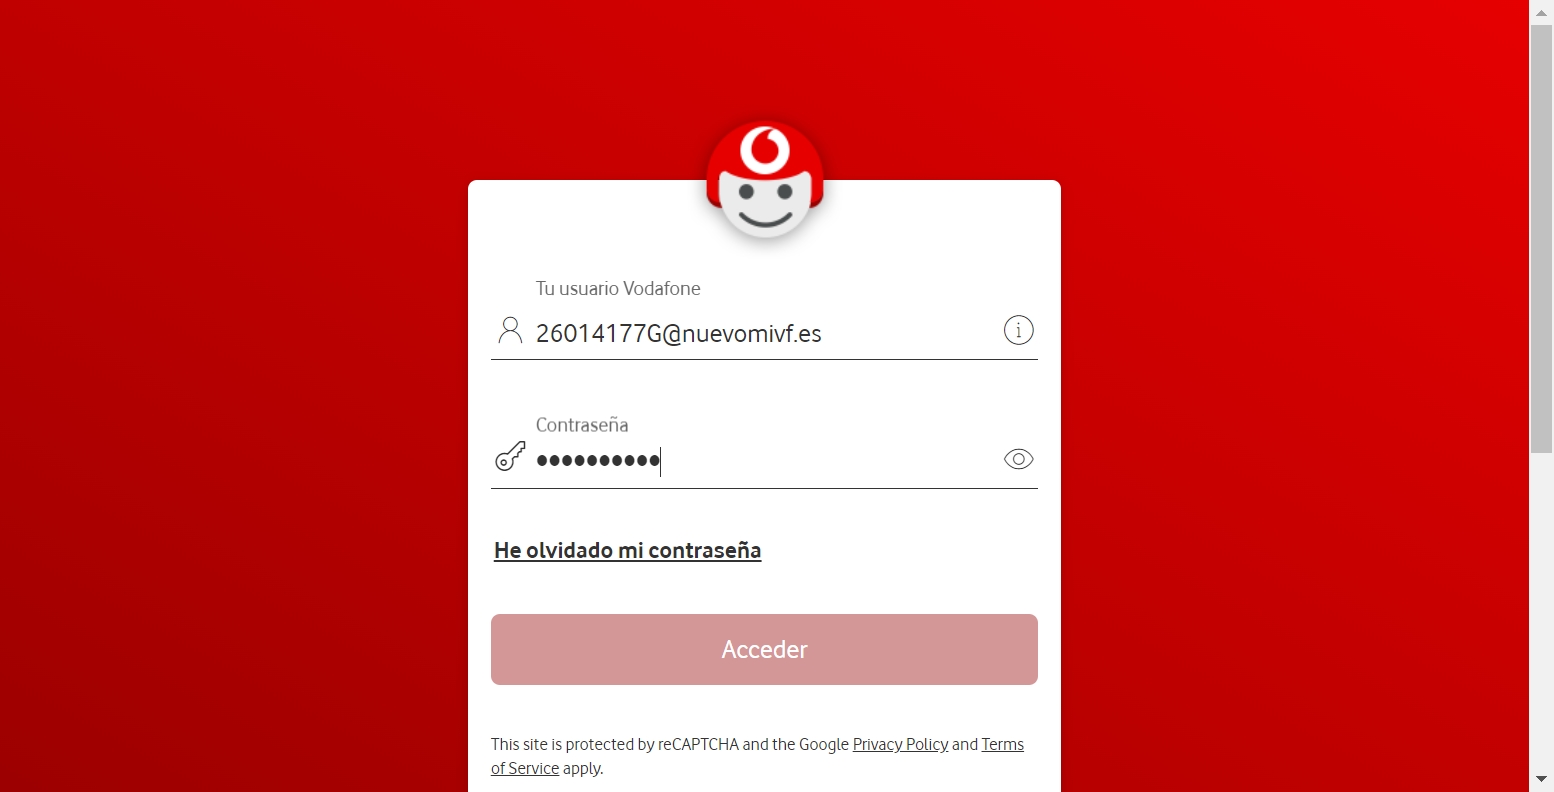 Tu usuario Vodafone
26014177G@nuevomivf.es
Contraseña
••••••••••
He olvidado mi contraseña
Acceder
This site is protected by reCAPTCHA and the Google Privacy Policy and Terms
of Service apply.